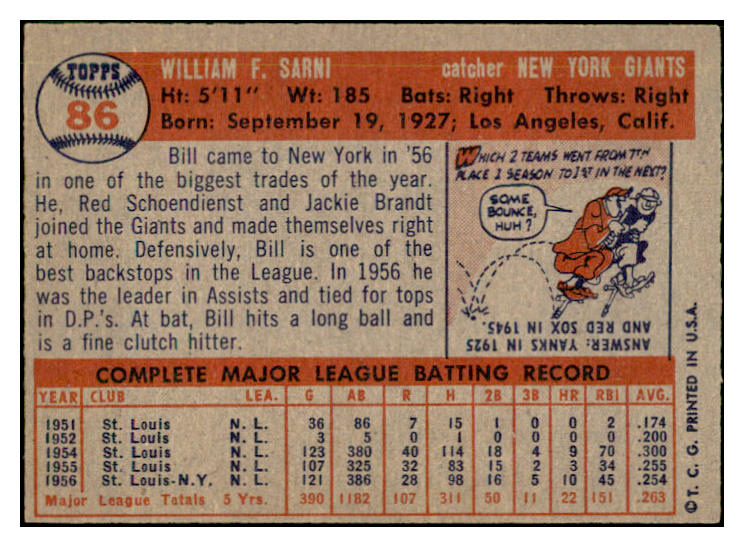 TOPPS
86
WILLIAM F. SARNI catcher NEW YORK GIANTS
Ht: 5'11" Wt: 185 Bats: Right Throws: Right
Born: September 19, 1927; Los Angeles, Calif.
Bill came to New York in '56
in one of the biggest trades of the year.
He, Red Schoendienst and Jackie Brandt
joined the Giants and made themselves right
at home. Defensively, Bill is one of the
best backstops in the League. In 1956 he
was the leader in Assists and tied for tops
in D.P.'s. At bat, Bill hits a long ball and
is a fine clutch hitter.
WHICH 2 TEAMS WENT FROM 7TH
PLACE 1 SEASON TO 1ST IN THE NEXT?
SOME
BOUNCE,
HUH?
ANSWER: YANKS IN 1925
AND RED SOX IN 1945.
COMPLETE MAJOR LEAGUE BATTING RECORD
YEAR CLUB LEA. G AB R H 2B 3B HR RBI AVG.
1951 St. Louis N. L. 36 86 7 15 1 0 0 2 .174
1952 St. Louis N. L. 3 5 0 1 0 0 0 0 .200
1954 St. Louis N. L. 123 380 40 114 18 4 9 70 .300
1955 St. Louis N. L. 107 325 32 83 15 2 3 34 .255
1956 St. Louis-N.Y. N. L. 121 386 28 98 16 5 10 45 .254
Major League Totals 5 Yrs. 390 1182 107 311 50 11 22 151 .263
©T. C. G. PRINTED IN U.S.A.